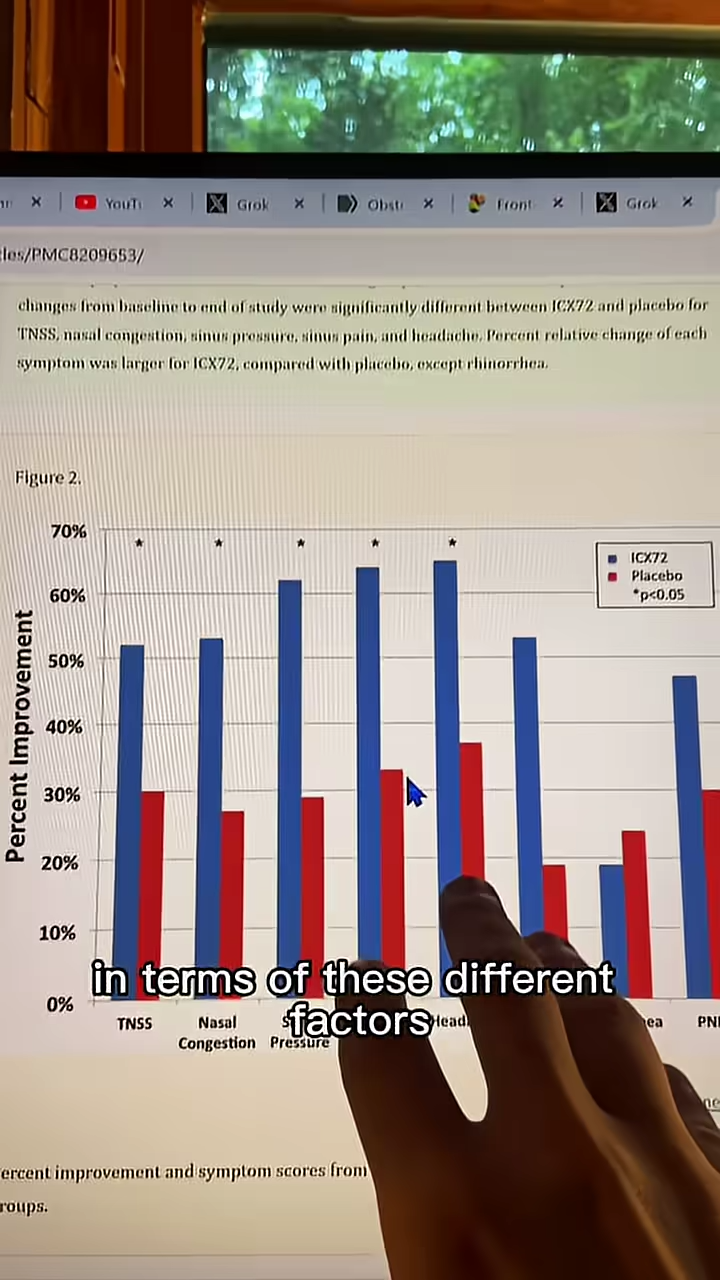 YouT
Grok
Obst
Front
Grok
les/PMC8209653/
changes from baseline to end of study were significantly different between ICX72 and placebo for
TNSS, nasal congestion, sinus pressure, sinus pain, and headache. Percent relative change of each
symptom was larger for ICX72, compared with placebo, except rhinorrhea.
Figure 2.
70%
60%
50%
40%
30%
20%
10%
0%
Percent Improvement
* * * * *
ICX72
Placebo
*p<0.05
in terms of these different
factors
TNSS
Nasal
Congestion
Pressure
Head
ea
PN
ercent improvement and symptom scores from
roups.